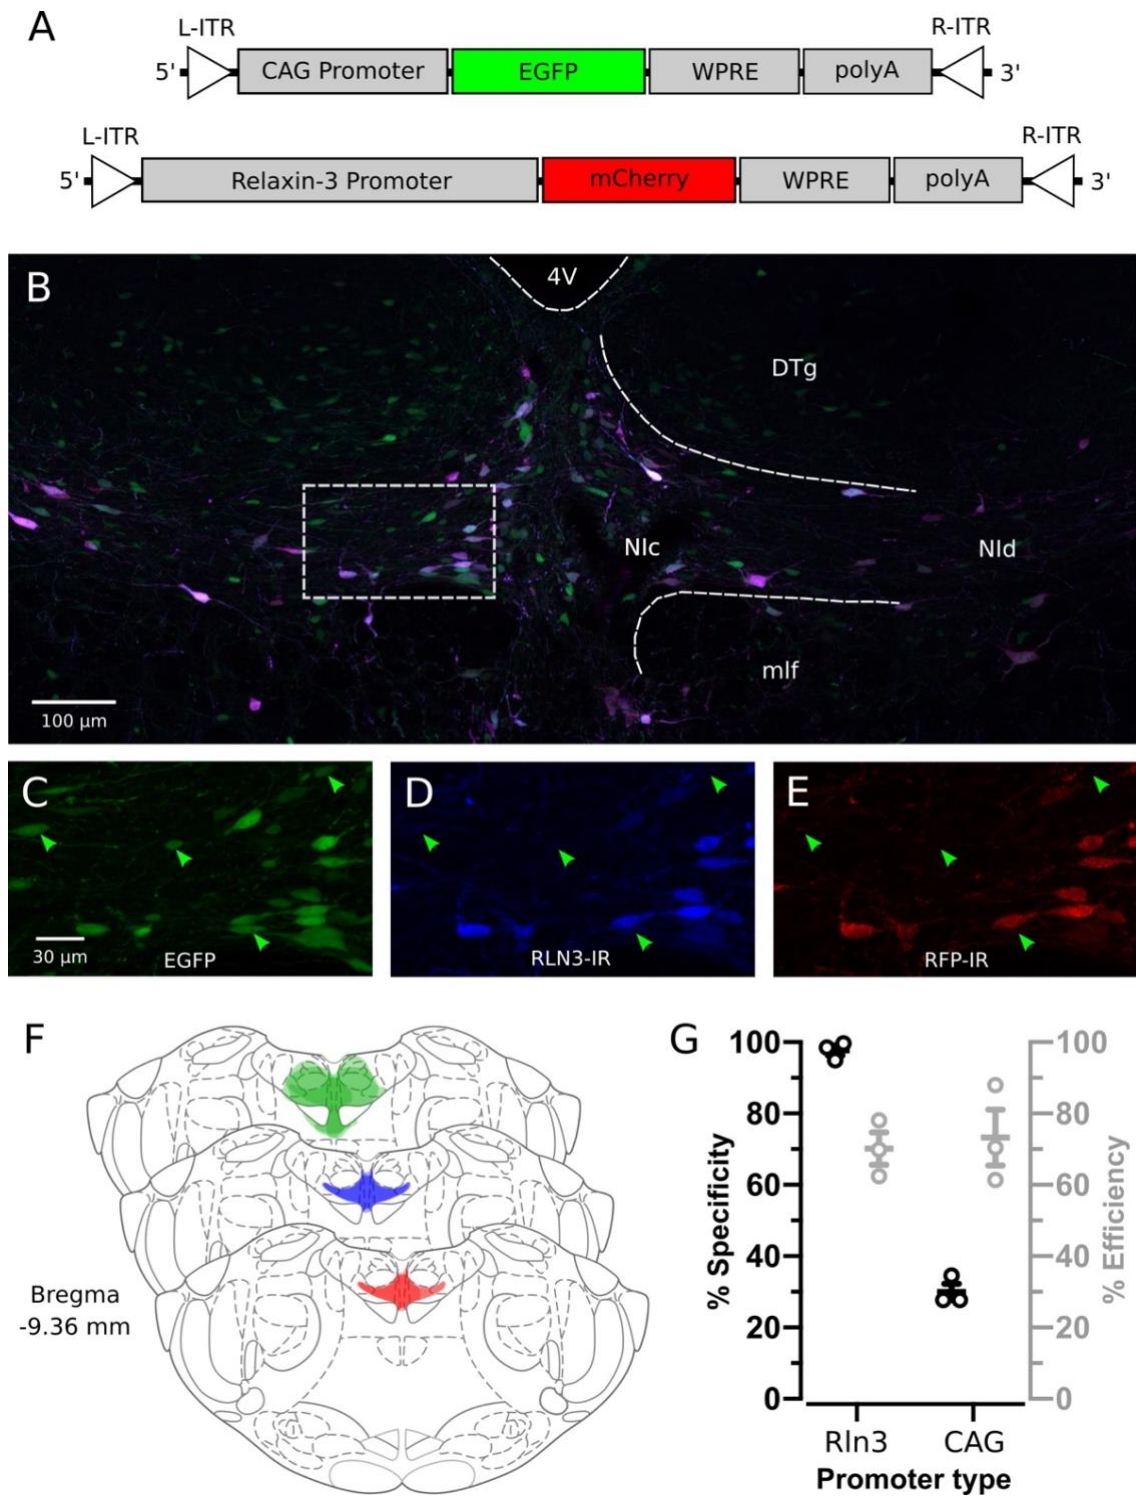 A
L-ITR
R-ITR
5'
CAG Promoter
EGFP
WPRE
polyA
3'
L-ITR
R-ITR
5'
Relaxin-3 Promoter
mCherry
WPRE
polyA
3'
B
4V
DTg
NIc
NId
mlf
100 µm
C
30 µm
EGFP
D
RLN3-IR
E
RFP-IR
F
Bregma
-9.36 mm
G
100
80
60
40
20
0
% Specificity
100
80
60
40
20
0
% Efficiency
Rln3
CAG
Promoter type